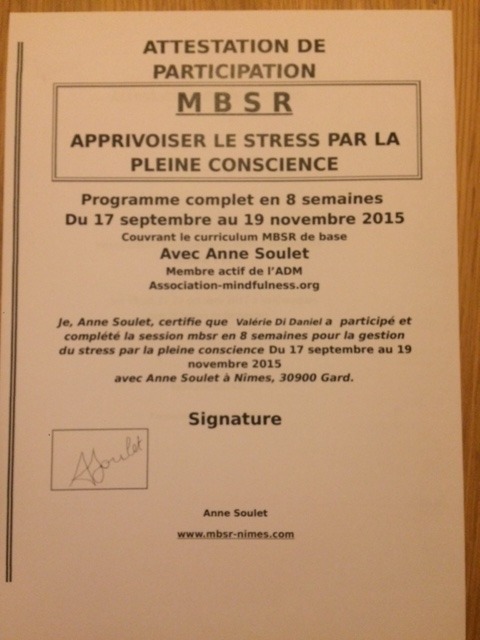 ATTESTATION DE
PARTICIPATION
M B S R
APPRIVOISER LE STRESS PAR LA
PLEINE CONSCIENCE
Programme complet en 8 semaines
Du 17 septembre au 19 novembre 2015
Couvrant le curriculum MBSR de base
Avec Anne Soulet
Membre actif de l'ADM
Association-mindfulness.org
Je, Anne Soulet, certifie que Valérie Di Daniel a participé et
complété la session mbsr en 8 semaines pour la gestion
du stress par la pleine conscience Du 17 septembre au 19
novembre 2015
avec Anne Soulet à Nimes, 30900 Gard.
Signature
ASoulet
Anne Soulet
www.mbsr-nimes.com